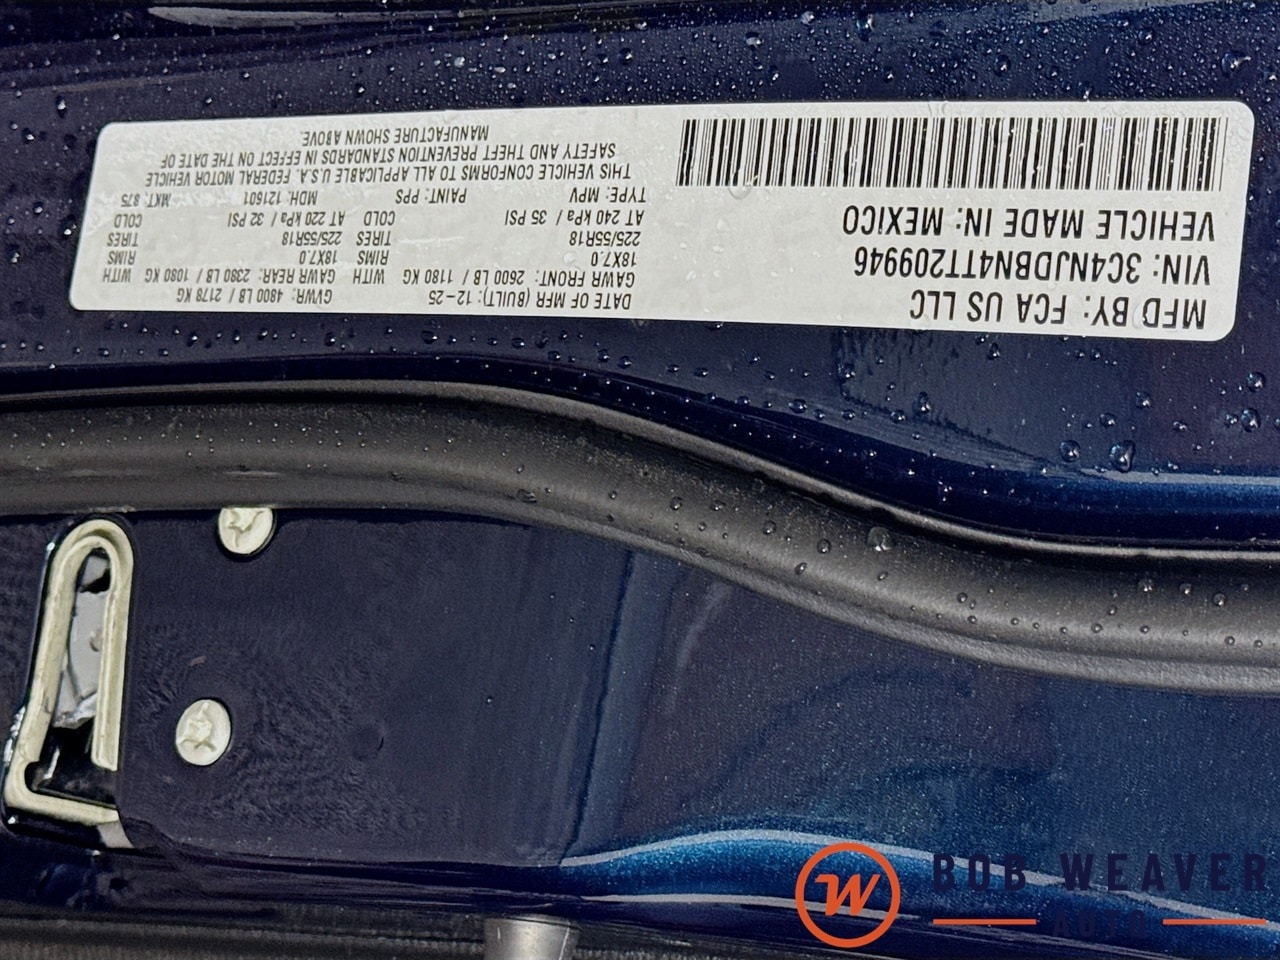 MFD BY: FCA US LLC
VIN: 3C4NJDBN4TT209946
VEHICLE MADE IN: MEXICO
DATE OF MFR (BUILT): 12-25 GVWR: 4800 LB / 2178 KG
GAWR FRONT: 2600 LB / 1180 KG WITH GAWR REAR: 2380 LB / 1080 KG WITH
18X7.0 RIMS 18X7.0 RIMS
225/55R18 TIRES 225/55R18 TIRES
AT 240 kPa / 35 PSI COLD AT 220 kPa / 32 PSI COLD
TYPE: MPV PAINT: PPS MDH: 121601 MKT: 875
THIS VEHICLE CONFORMS TO ALL APPLICABLE U.S.A. FEDERAL MOTOR VEHICLE
SAFETY AND THEFT PREVENTION STANDARDS IN EFFECT ON THE DATE OF
MANUFACTURE SHOWN ABOVE.
W BOB WEAVER
AUTO